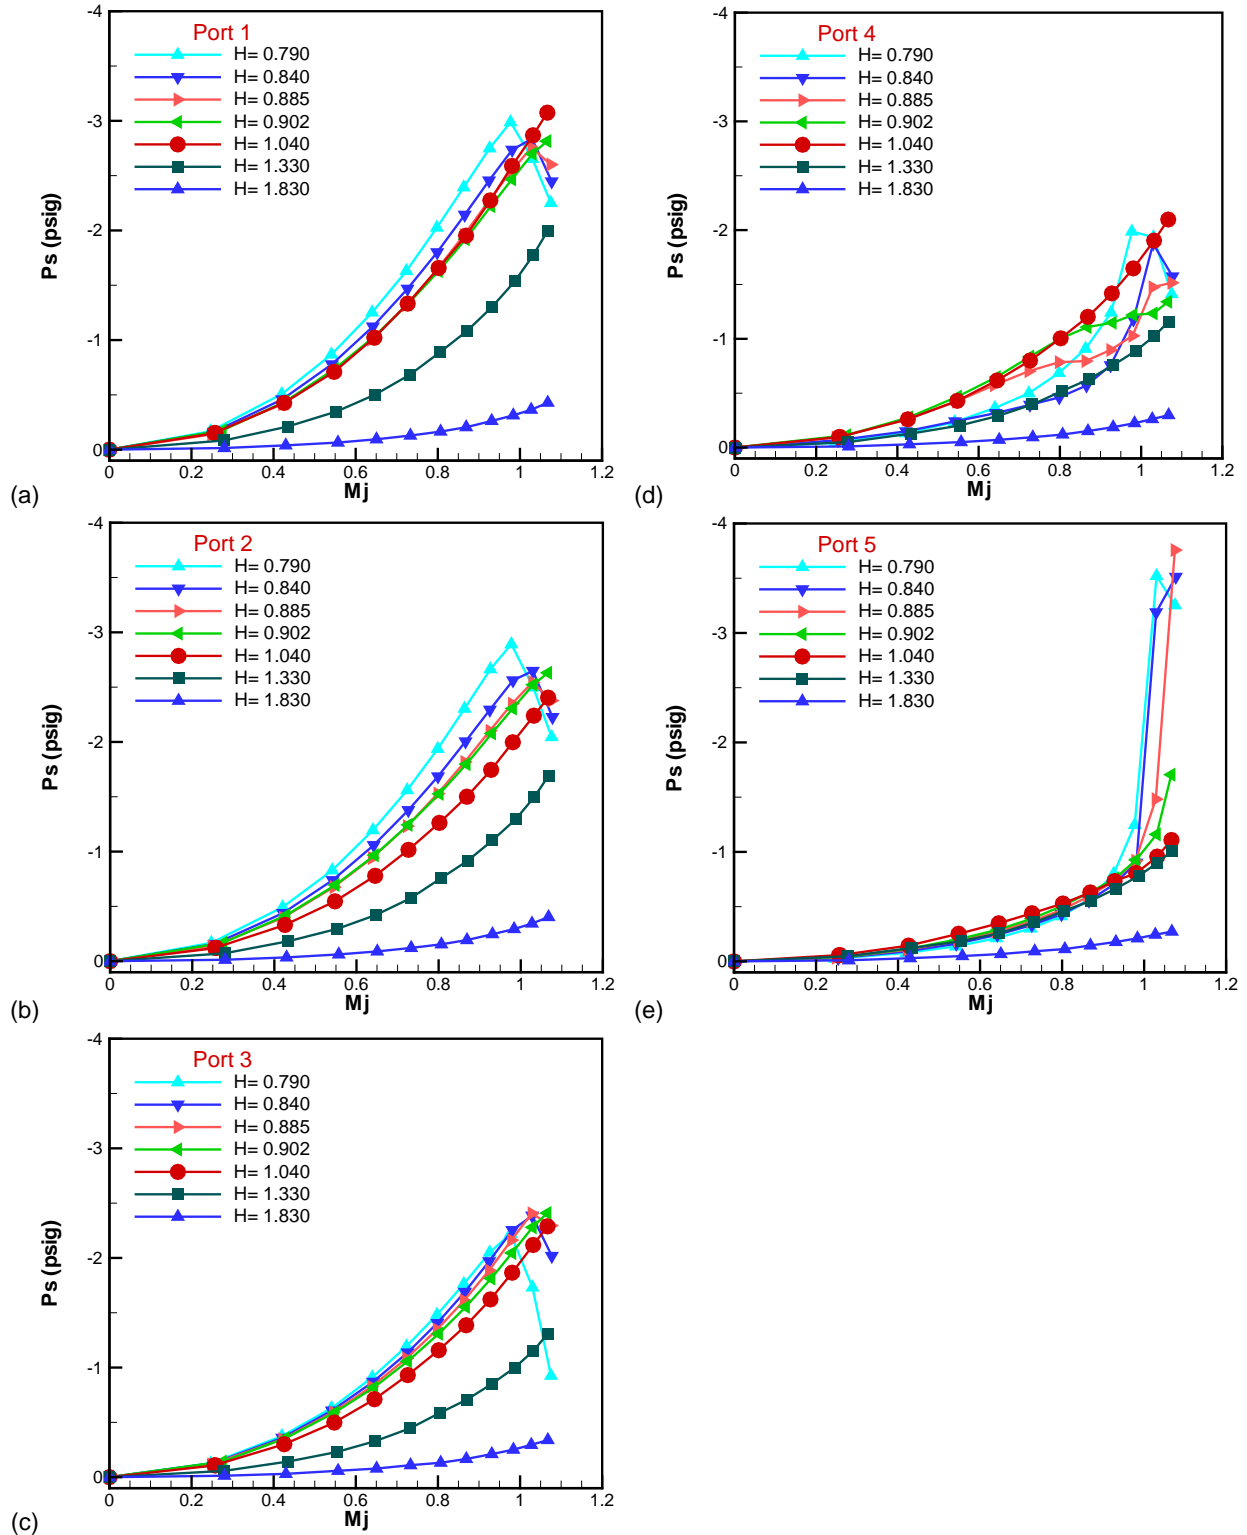 Port 1
H= 0.790
H= 0.840
H= 0.885
H= 0.902
H= 1.040
H= 1.330
H= 1.830
-4
-3
-2
-1
0
Ps (psig)
0
0.2
0.4
0.6
0.8
1
1.2
Mj
(a)
Port 4
H= 0.790
H= 0.840
H= 0.885
H= 0.902
H= 1.040
H= 1.330
H= 1.830
-4
-3
-2
-1
0
Ps (psig)
0
0.2
0.4
0.6
0.8
1
1.2
Mj
(d)
Port 2
H= 0.790
H= 0.840
H= 0.885
H= 0.902
H= 1.040
H= 1.330
H= 1.830
-4
-3
-2
-1
0
Ps (psig)
0
0.2
0.4
0.6
0.8
1
1.2
Mj
(b)
Port 5
H= 0.790
H= 0.840
H= 0.885
H= 0.902
H= 1.040
H= 1.330
H= 1.830
-4
-3
-2
-1
0
Ps (psig)
0
0.2
0.4
0.6
0.8
1
1.2
Mj
(e)
Port 3
H= 0.790
H= 0.840
H= 0.885
H= 0.902
H= 1.040
H= 1.330
H= 1.830
-4
-3
-2
-1
0
Ps (psig)
0
0.2
0.4
0.6
0.8
1
1.2
Mj
(c)